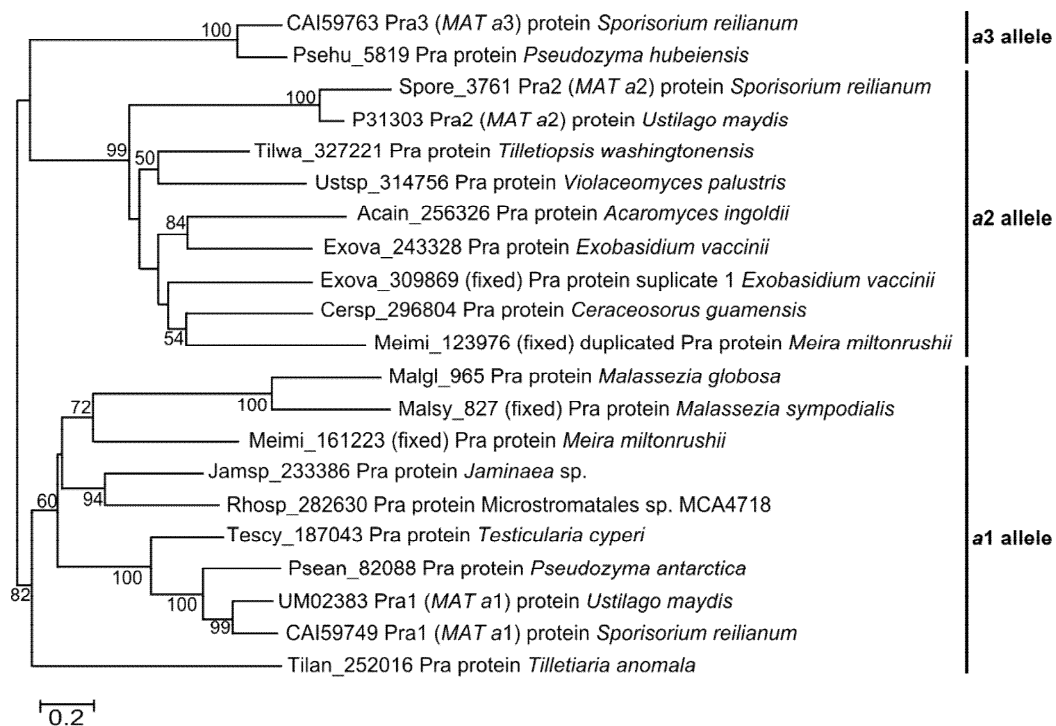 100
CAI59763 Pra3 (MAT a3) protein Sporisorium reilianum
Psehu_5819 Pra protein Pseudozyma hubeiensis
a3 allele
100
Spore_3761 Pra2 (MAT a2) protein Sporisorium reilianum
P31303 Pra2 (MAT a2) protein Ustilago maydis
99
50
Tilwa_327221 Pra protein Tilletiopsis washingtonensis
Ustsp_314756 Pra protein Violaceomyces palustris
84
Acain_256326 Pra protein Acaromyces ingoldii
a2 allele
Exova_243328 Pra protein Exobasidium vaccinii
Exova_309869 (fixed) Pra protein suplicate 1 Exobasidium vaccinii
Cersp_296804 Pra protein Ceraceosorus guamensis
54
Meimi_123976 (fixed) duplicated Pra protein Meira miltonrushii
Malgl_965 Pra protein Malassezia globosa
72
100
Malsy_827 (fixed) Pra protein Malassezia sympodialis
Meimi_161223 (fixed) Pra protein Meira miltonrushii
Jamsp_233386 Pra protein Jaminaea sp.
60
94
Rhosp_282630 Pra protein Microstromatales sp. MCA4718
Tescy_187043 Pra protein Testicularia cyperi
a1 allele
100
Psean_82088 Pra protein Pseudozyma antarctica
82
100
UM02383 Pra1 (MAT a1) protein Ustilago maydis
99
CAI59749 Pra1 (MAT a1) protein Sporisorium reilianum
Tilan_252016 Pra protein Tilletiaria anomala
0.2